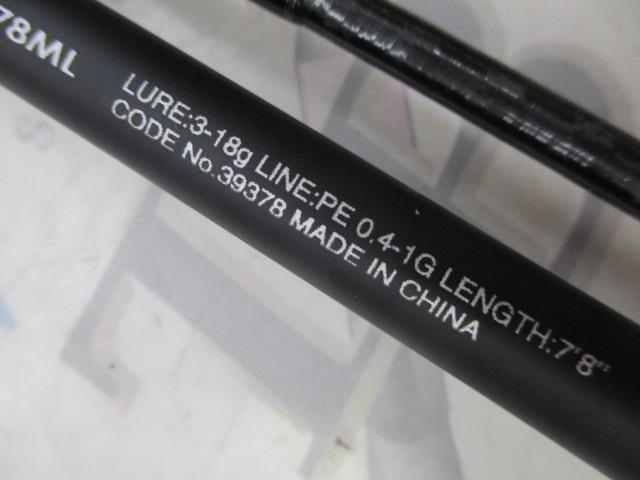 78ML
LURE:3-18g LINE:PE 0.4-1G LENGTH:7'8"
CODE No.39378 MADE IN CHINA